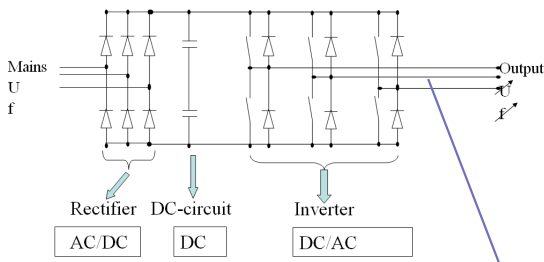 Mains
U
f
Output
U
f
Rectifier DC-circuit Inverter
AC/DC DC DC/AC